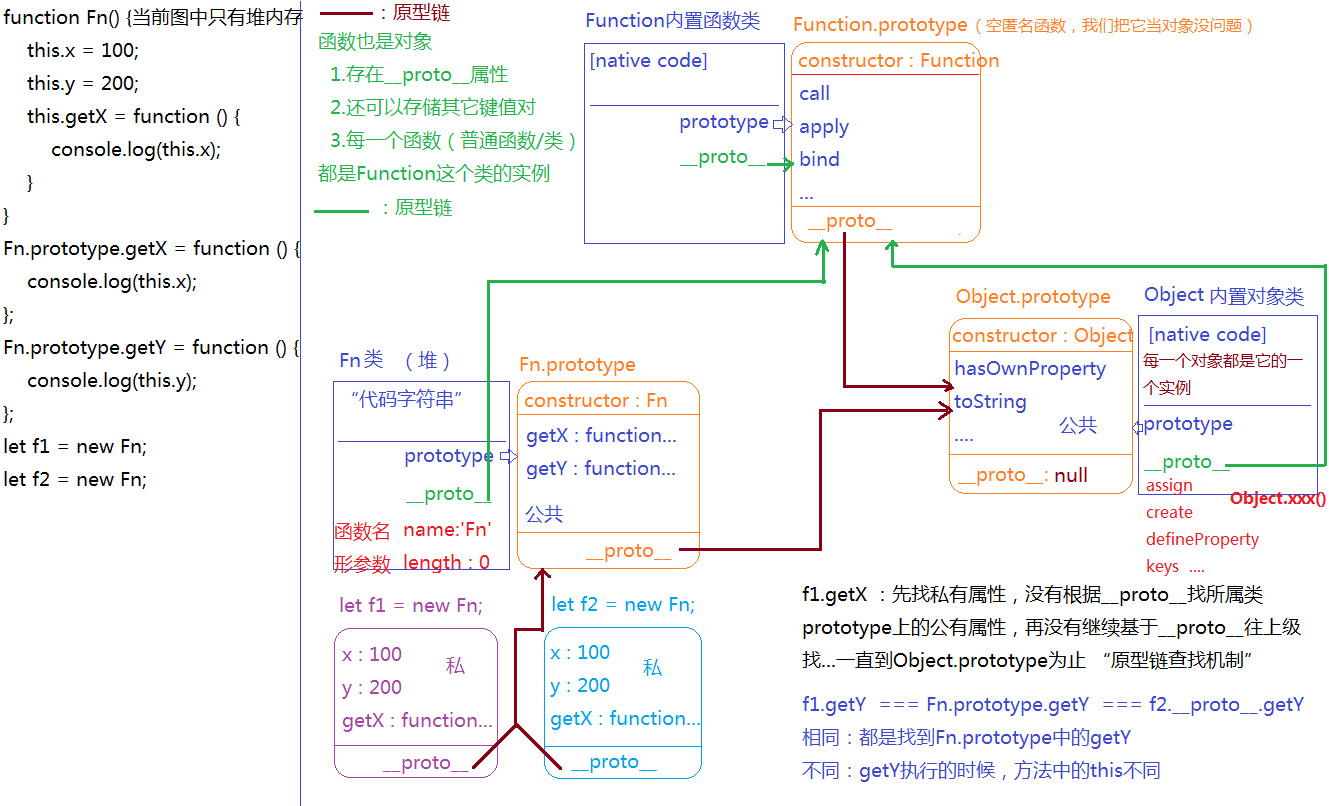 function Fn() {当前图中只有堆内存
this.x = 100;
this.y = 200;
this.getX = function () {
console.log(this.x);
}
}
Fn.prototype.getX = function () {
console.log(this.x);
};
Fn.prototype.getY = function () {
console.log(this.y);
};
let f1 = new Fn;
let f2 = new Fn;
：原型链
函数也是对象
1.存在__proto__属性
2.还可以存储其它键值对
3.每一个函数（普通函数/类）
都是Function这个类的实例
：原型链
Function内置函数类
[native code]
prototype
__proto__
Function.prototype（空匿名函数，我们把它当对象没问题）
constructor : Function
call
apply
bind
...
__proto__
Fn类 （堆）
“代码字符串”
prototype
__proto__
函数名 name:'Fn'
形参数 length : 0
Fn.prototype
constructor : Fn
getX : function...
getY : function...
公共
__proto__
Object.prototype
constructor : Object
hasOwnProperty
toString
公共
....
__proto__: null
Object 内置对象类
[native code]
每一个对象都是它的一
个实例
prototype
__proto__
assign
Object.xxx()
create
defineProperty
keys ....
let f1 = new Fn;
x : 100
私
y : 200
getX : function...
__proto__
let f2 = new Fn;
x : 100
私
y : 200
getX : function...
__proto__
f1.getX ：先找私有属性，没有根据__proto__找所属类
prototype上的公有属性，再没有继续基于__proto__往上级
找...一直到Object.prototype为止 “原型链查找机制”
f1.getY === Fn.prototype.getY === f2.__proto__.getY
相同：都是找到Fn.prototype中的getY
不同：getY执行的时候，方法中的this不同